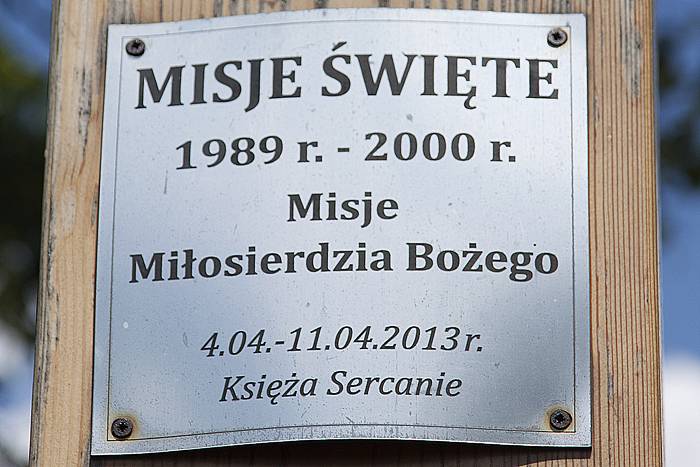 MISJE ŚWIĘTE
1989 r. - 2000 r.
Misje
Miłosierdzia Bożego
4.04.-11.04.2013 r.
Księża Sercanie